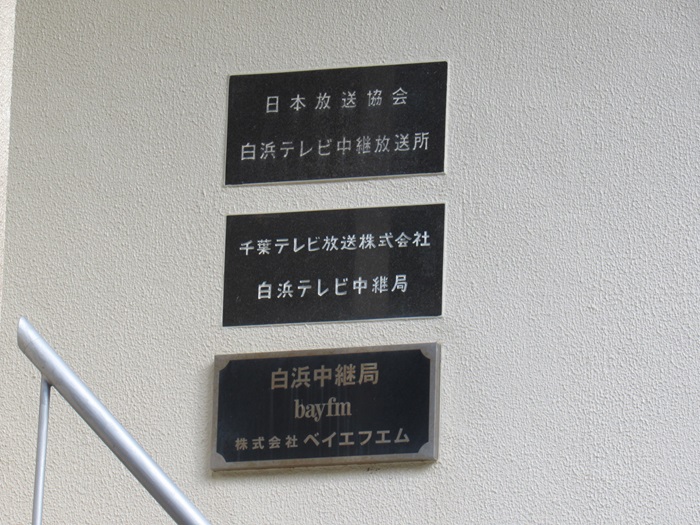 日本放送協会
白浜テレビ中継放送所
千葉テレビ放送株式会社
白浜テレビ中継局
白浜中継局
bayfm
株式会社 ベイエフエム